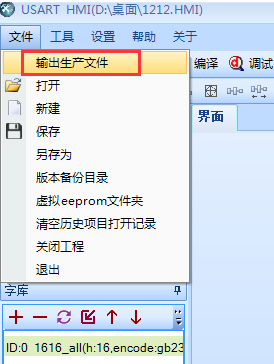 USART HMI(D:\桌面\1212.HMI)
文件 工具 设置 帮助 关于
输出生产文件
编译 调试
打开
新建
保存
界面
另存为
版本备份目录
虚拟eeprom文件夹
清空历史项目打开记录
关闭工程
退出
字库
ID:0 1616_all(h:16,encode:gb23